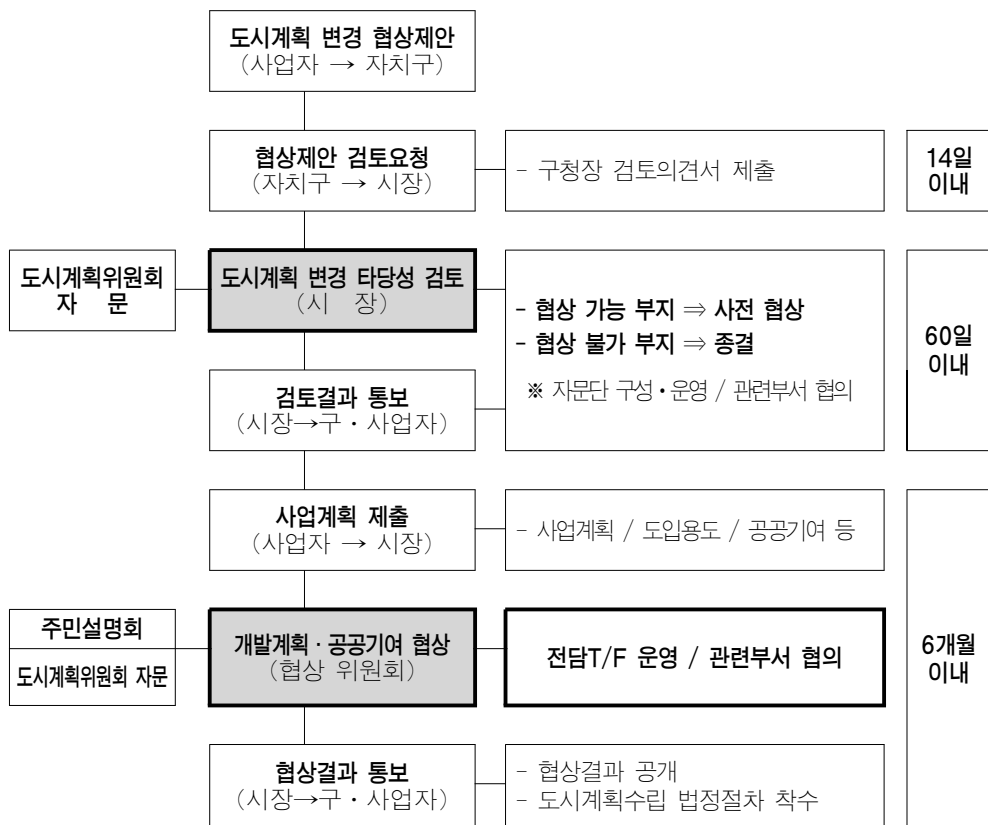 도시계획 변경 협상제안
(사업자 → 자치구)
협상제안 검토요청
(자치구 → 시장)
- 구청장 검토의견서 제출
14일
이내
도시계획위원회
자 문
도시계획 변경 타당성 검토
(시 장)
- 협상 가능 부지 ⇒ 사전 협상
- 협상 불가 부지 ⇒ 종결
※ 자문단 구성·운영 / 관련부서 협의
60일
이내
검토결과 통보
(시장→구·사업자)
사업계획 제출
(사업자 → 시장)
- 사업계획 / 도입용도 / 공공기여 등
6개월
이내
주민설명회
도시계획위원회 자문
개발계획·공공기여 협상
(협상 위원회)
전담T/F 운영 / 관련부서 협의
협상결과 통보
(시장→구·사업자)
- 협상결과 공개
- 도시계획수립 법정절차 착수